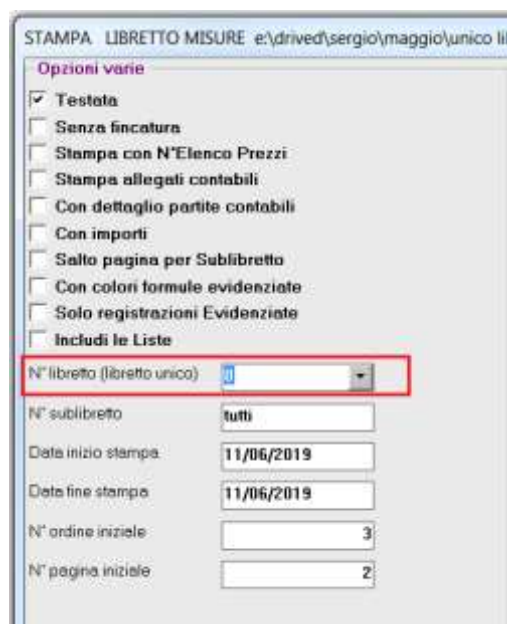 STAMPA LIBRETTO MISURE e:\drived\sergio\maggio\unico li
Opzioni varie
Testata
Senza fincatura
Stampa con N°Elenco Prezzi
Stampa allegati contabili
Con dettaglio partite contabili
Con importi
Salto pagina per Sublibretto
Con colori formule evidenziate
Solo registrazioni Evidenziate
Includi le Liste
N° libretto (libretto unico)
N° sublibretto tutti
Data inizio stampa 11/06/2019
Data fine stampa 11/06/2019
N° ordine iniziale 3
N° pagina iniziale 2